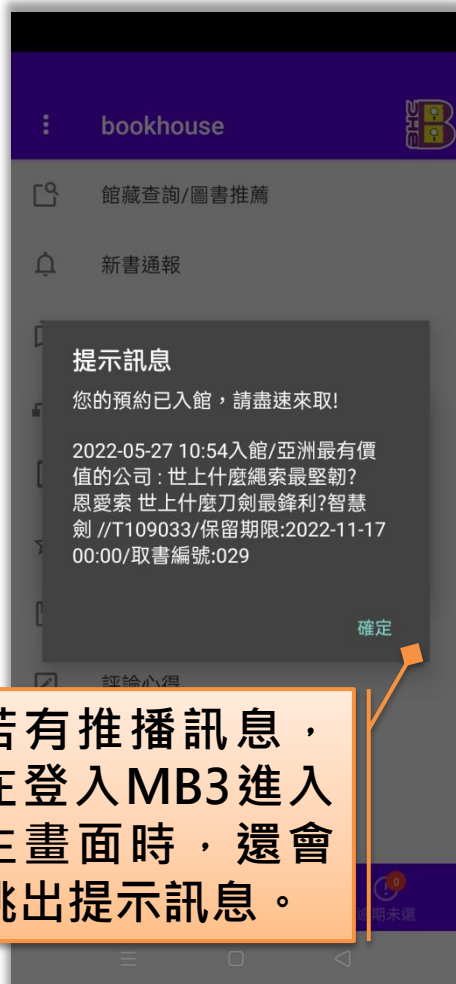 bookhouse
BHC
館藏查詢/圖書推薦
新書通報
提示訊息
您的預約已入館，請盡速來取!
2022-05-27 10:54入館/亞洲最有價
值的公司 : 世上什麼繩索最堅韌?
恩愛索 世上什麼刀劍最鋒利?智慧
劍 //T109033/保留期限:2022-11-17
00:00/取書編號:029
確定
評論心得
若有推播訊息，
在登入MB3進入
主畫面時，還會
跳出提示訊息。
0
逾期未還